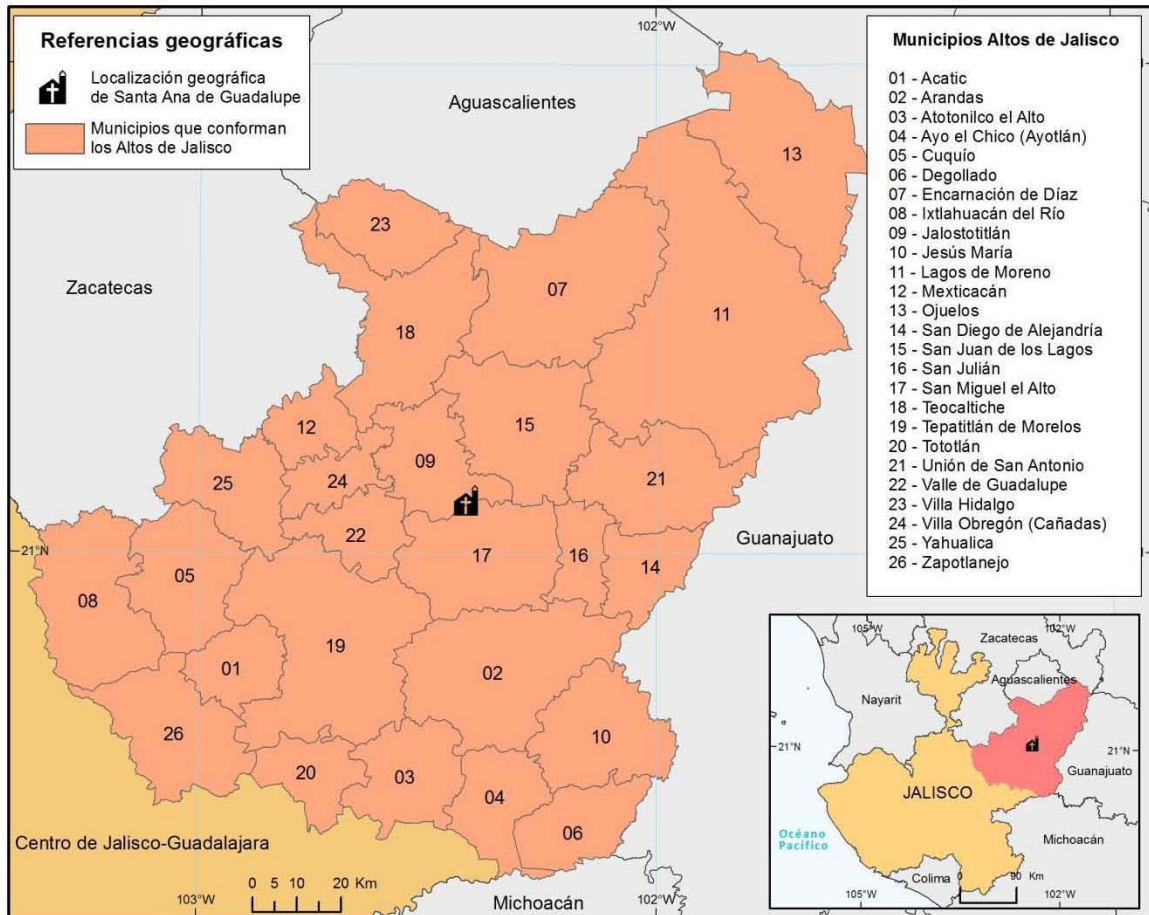 Referencias geográficas
Localización geográfica
de Santa Ana de Guadalupe
Municipios que conforman
los Altos de Jalisco
102°W
Aguascalientes
Zacatecas
Guanajuato
Michoacán
Centro de Jalisco-Guadalajara
21°N
103°W
102°W
0 5 10 20 Km
13
23
07
11
18
12
15
09
24
25
21
22
17
16
14
05
08
19
01
02
26
10
20
03
04
06
Municipios Altos de Jalisco
01 - Acatic
02 - Arandas
03 - Atotonilco el Alto
04 - Ayo el Chico (Ayotlán)
05 - Cuquío
06 - Degollado
07 - Encarnación de Díaz
08 - Ixtlahuacán del Río
09 - Jalostotitlán
10 - Jesús María
11 - Lagos de Moreno
12 - Mexticacán
13 - Ojuelos
14 - San Diego de Alejandría
15 - San Juan de los Lagos
16 - San Julián
17 - San Miguel el Alto
18 - Teocaltiche
19 - Tepatitlán de Morelos
20 - Tototlán
21 - Unión de San Antonio
22 - Valle de Guadalupe
23 - Villa Hidalgo
24 - Villa Obregón (Cañadas)
25 - Yahualica
26 - Zapotlanejo
105°W
102°W
Zacatecas
Aguascalientes
Nayarit
21°N
21°N
Guanajuato
JALISCO
Océano
Pacífico
Michoacán
Colima
0 90 Km
105°W
102°W